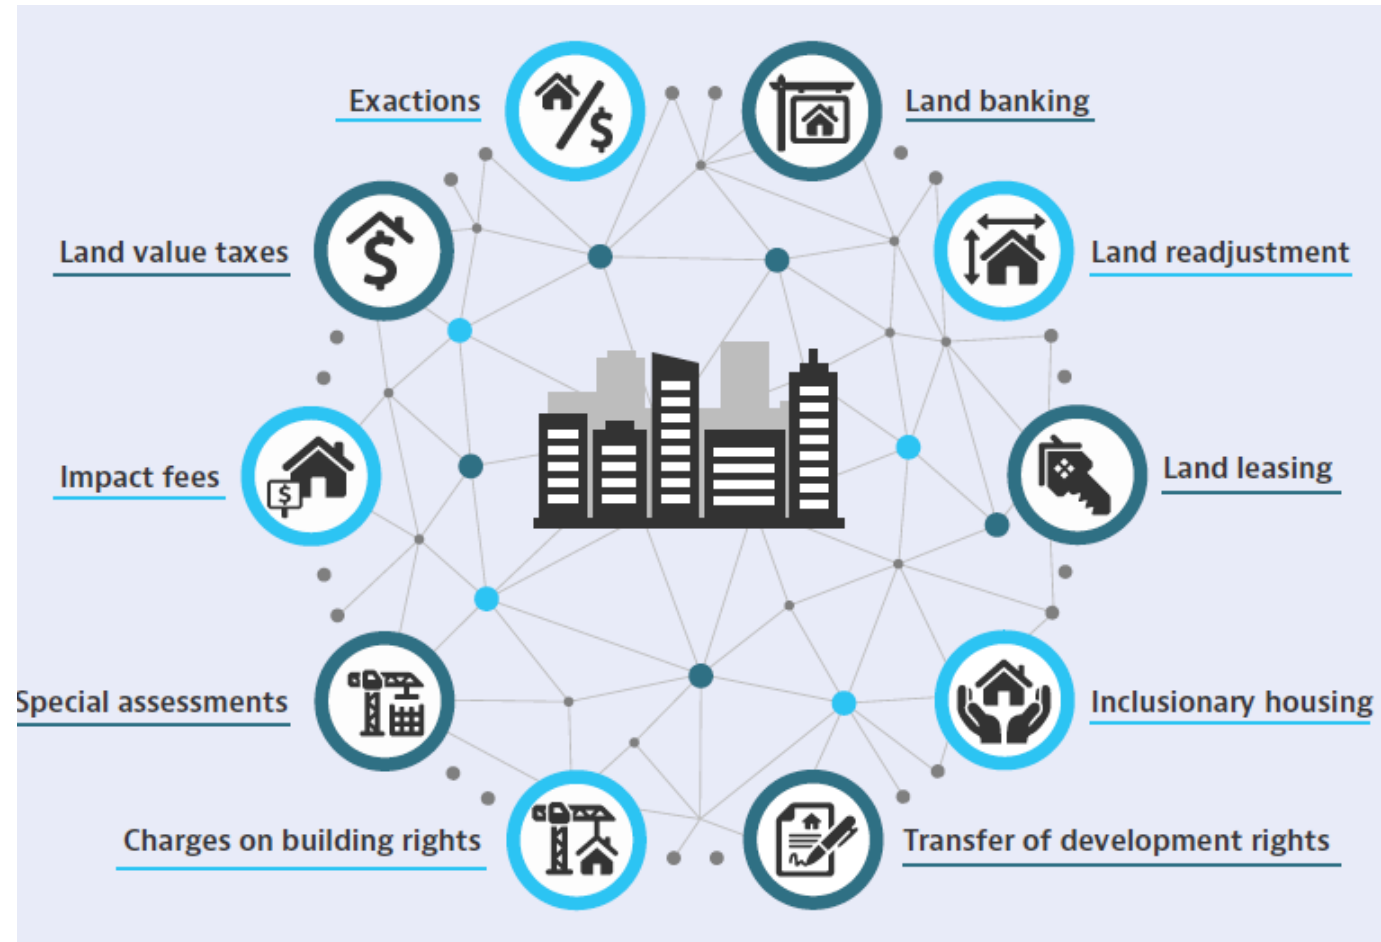 Exactions
Land banking
Land value taxes
Land readjustment
Impact fees
Land leasing
Special assessments
Inclusionary housing
Charges on building rights
Transfer of development rights
$
$
$